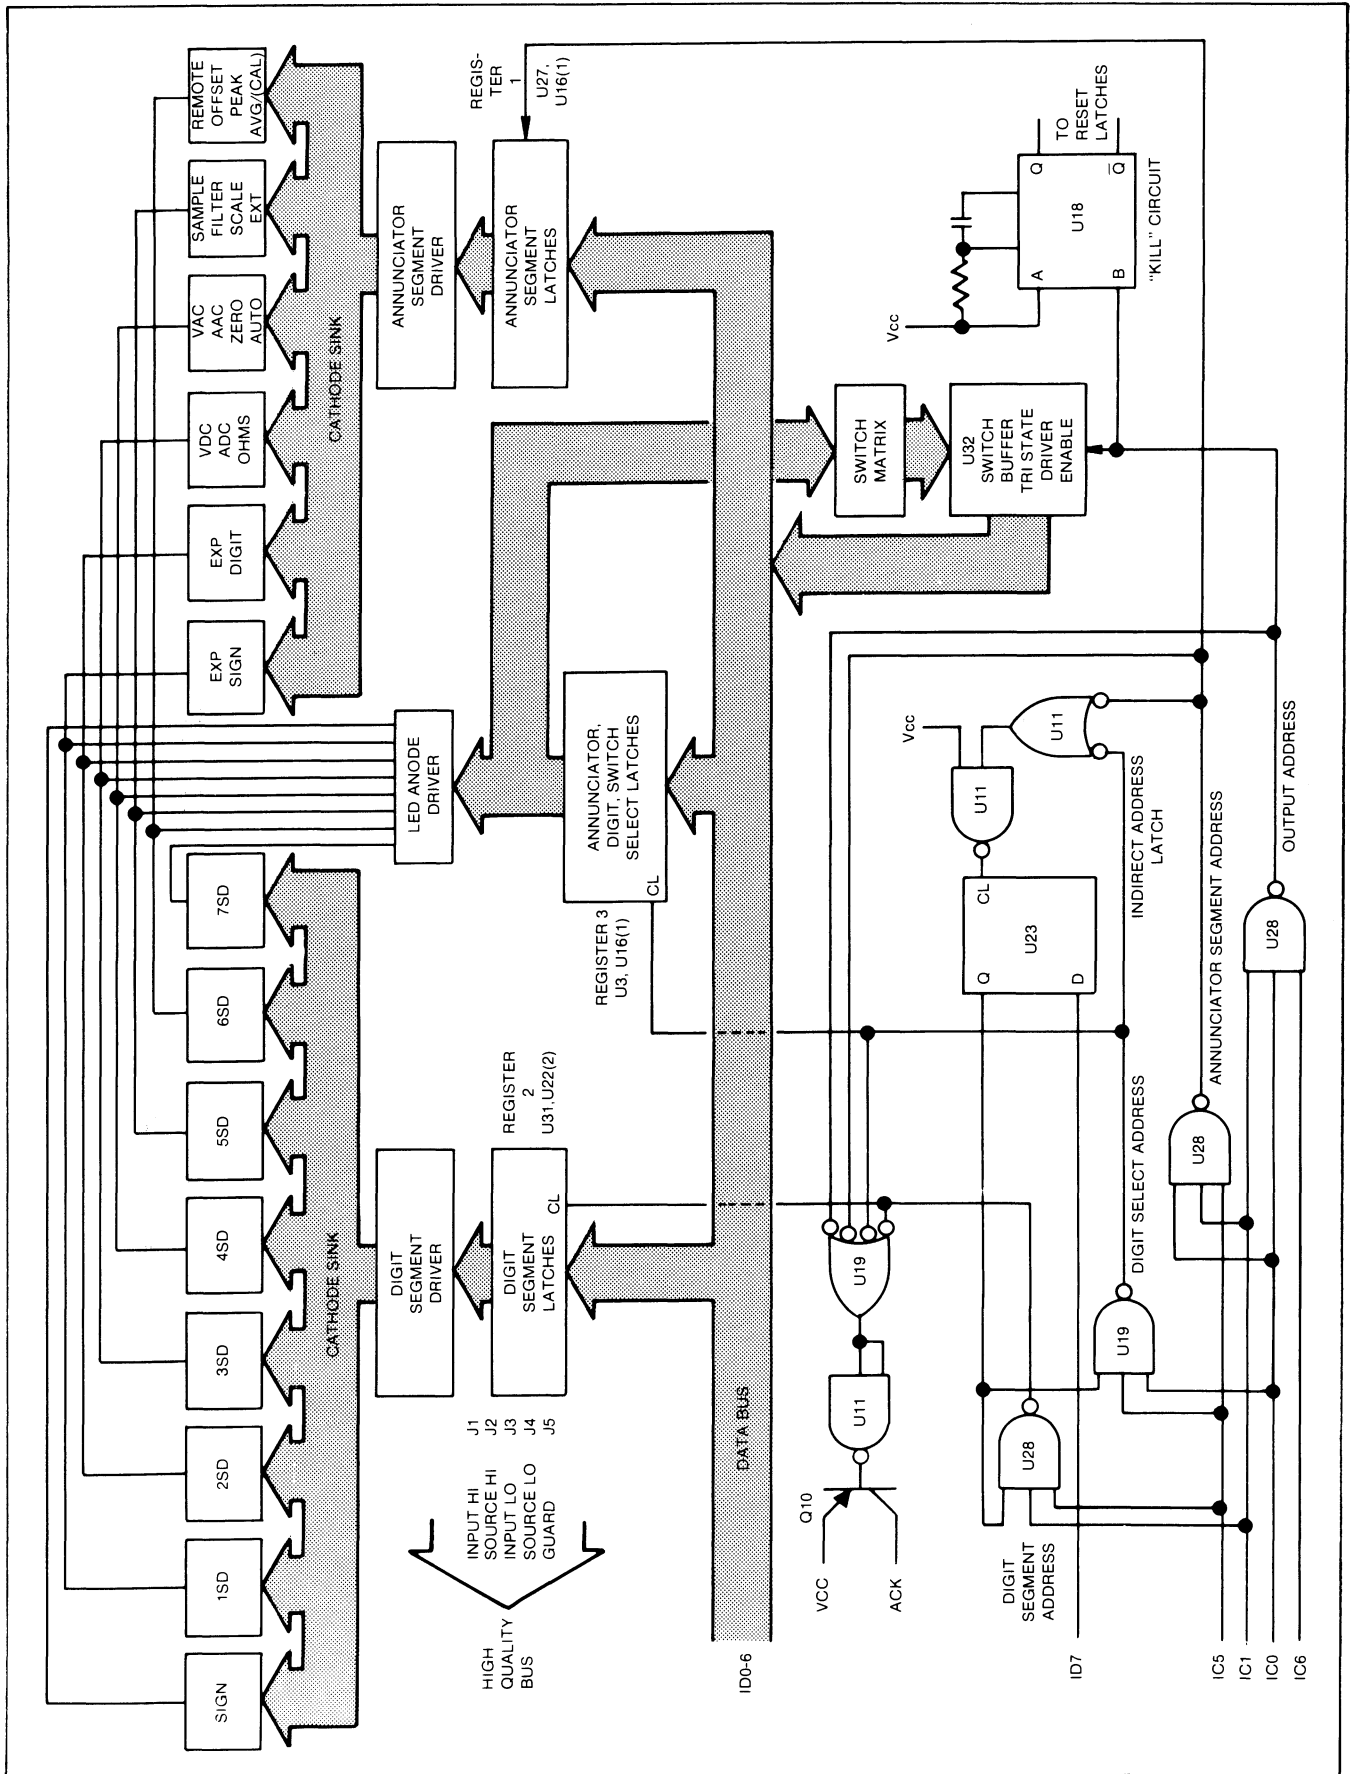 SIGN
1SD
2SD
3SD
4SD
5SD
6SD
7SD
EXP
SIGN
EXP
DIGIT
VDC
ADC
OHMS
VAC
AAC
ZERO
AUTO
SAMPLE
FILTER
SCALE
EXT
REMOTE
OFFSET
PEAK
AVG/(CAL)
CATHODE SINK
CATHODE SINK
DIGIT
SEGMENT
DRIVER
LED ANODE
DRIVER
ANNUNCIATOR
SEGMENT
DRIVER
HIGH
QUALITY
BUS
INPUT HI J1
SOURCE HI J2
INPUT LO J3
SOURCE LO J4
GUARD J5
DIGIT
SEGMENT
LATCHES
CL
REGISTER
2
U31,U22(2)
REGISTER 3
U3, U16(1)
ANNUNCIATOR,
DIGIT, SWITCH
SELECT LATCHES
CL
ANNUNCIATOR
SEGMENT
LATCHES
REGIS-
TER
1
U27,
U16(1)
ID0-6
DATA BUS
SWITCH
MATRIX
U32
SWITCH
BUFFER
TRI STATE
DRIVER
ENABLE
Vcc
A
B
U18
Q
Q̅
TO
RESET
LATCHES
"KILL" CIRCUIT
VCC
ACK
Q10
U11
U19
Vcc
U11
U11
Q
CL
U23
D
INDIRECT ADDRESS
LATCH
DIGIT
SEGMENT
ADDRESS
U28
ID7
U19
DIGIT SELECT ADDRESS
U28
ANNUNCIATOR SEGMENT ADDRESS
U28
OUTPUT ADDRESS
IC5
IC1
IC0
IC6